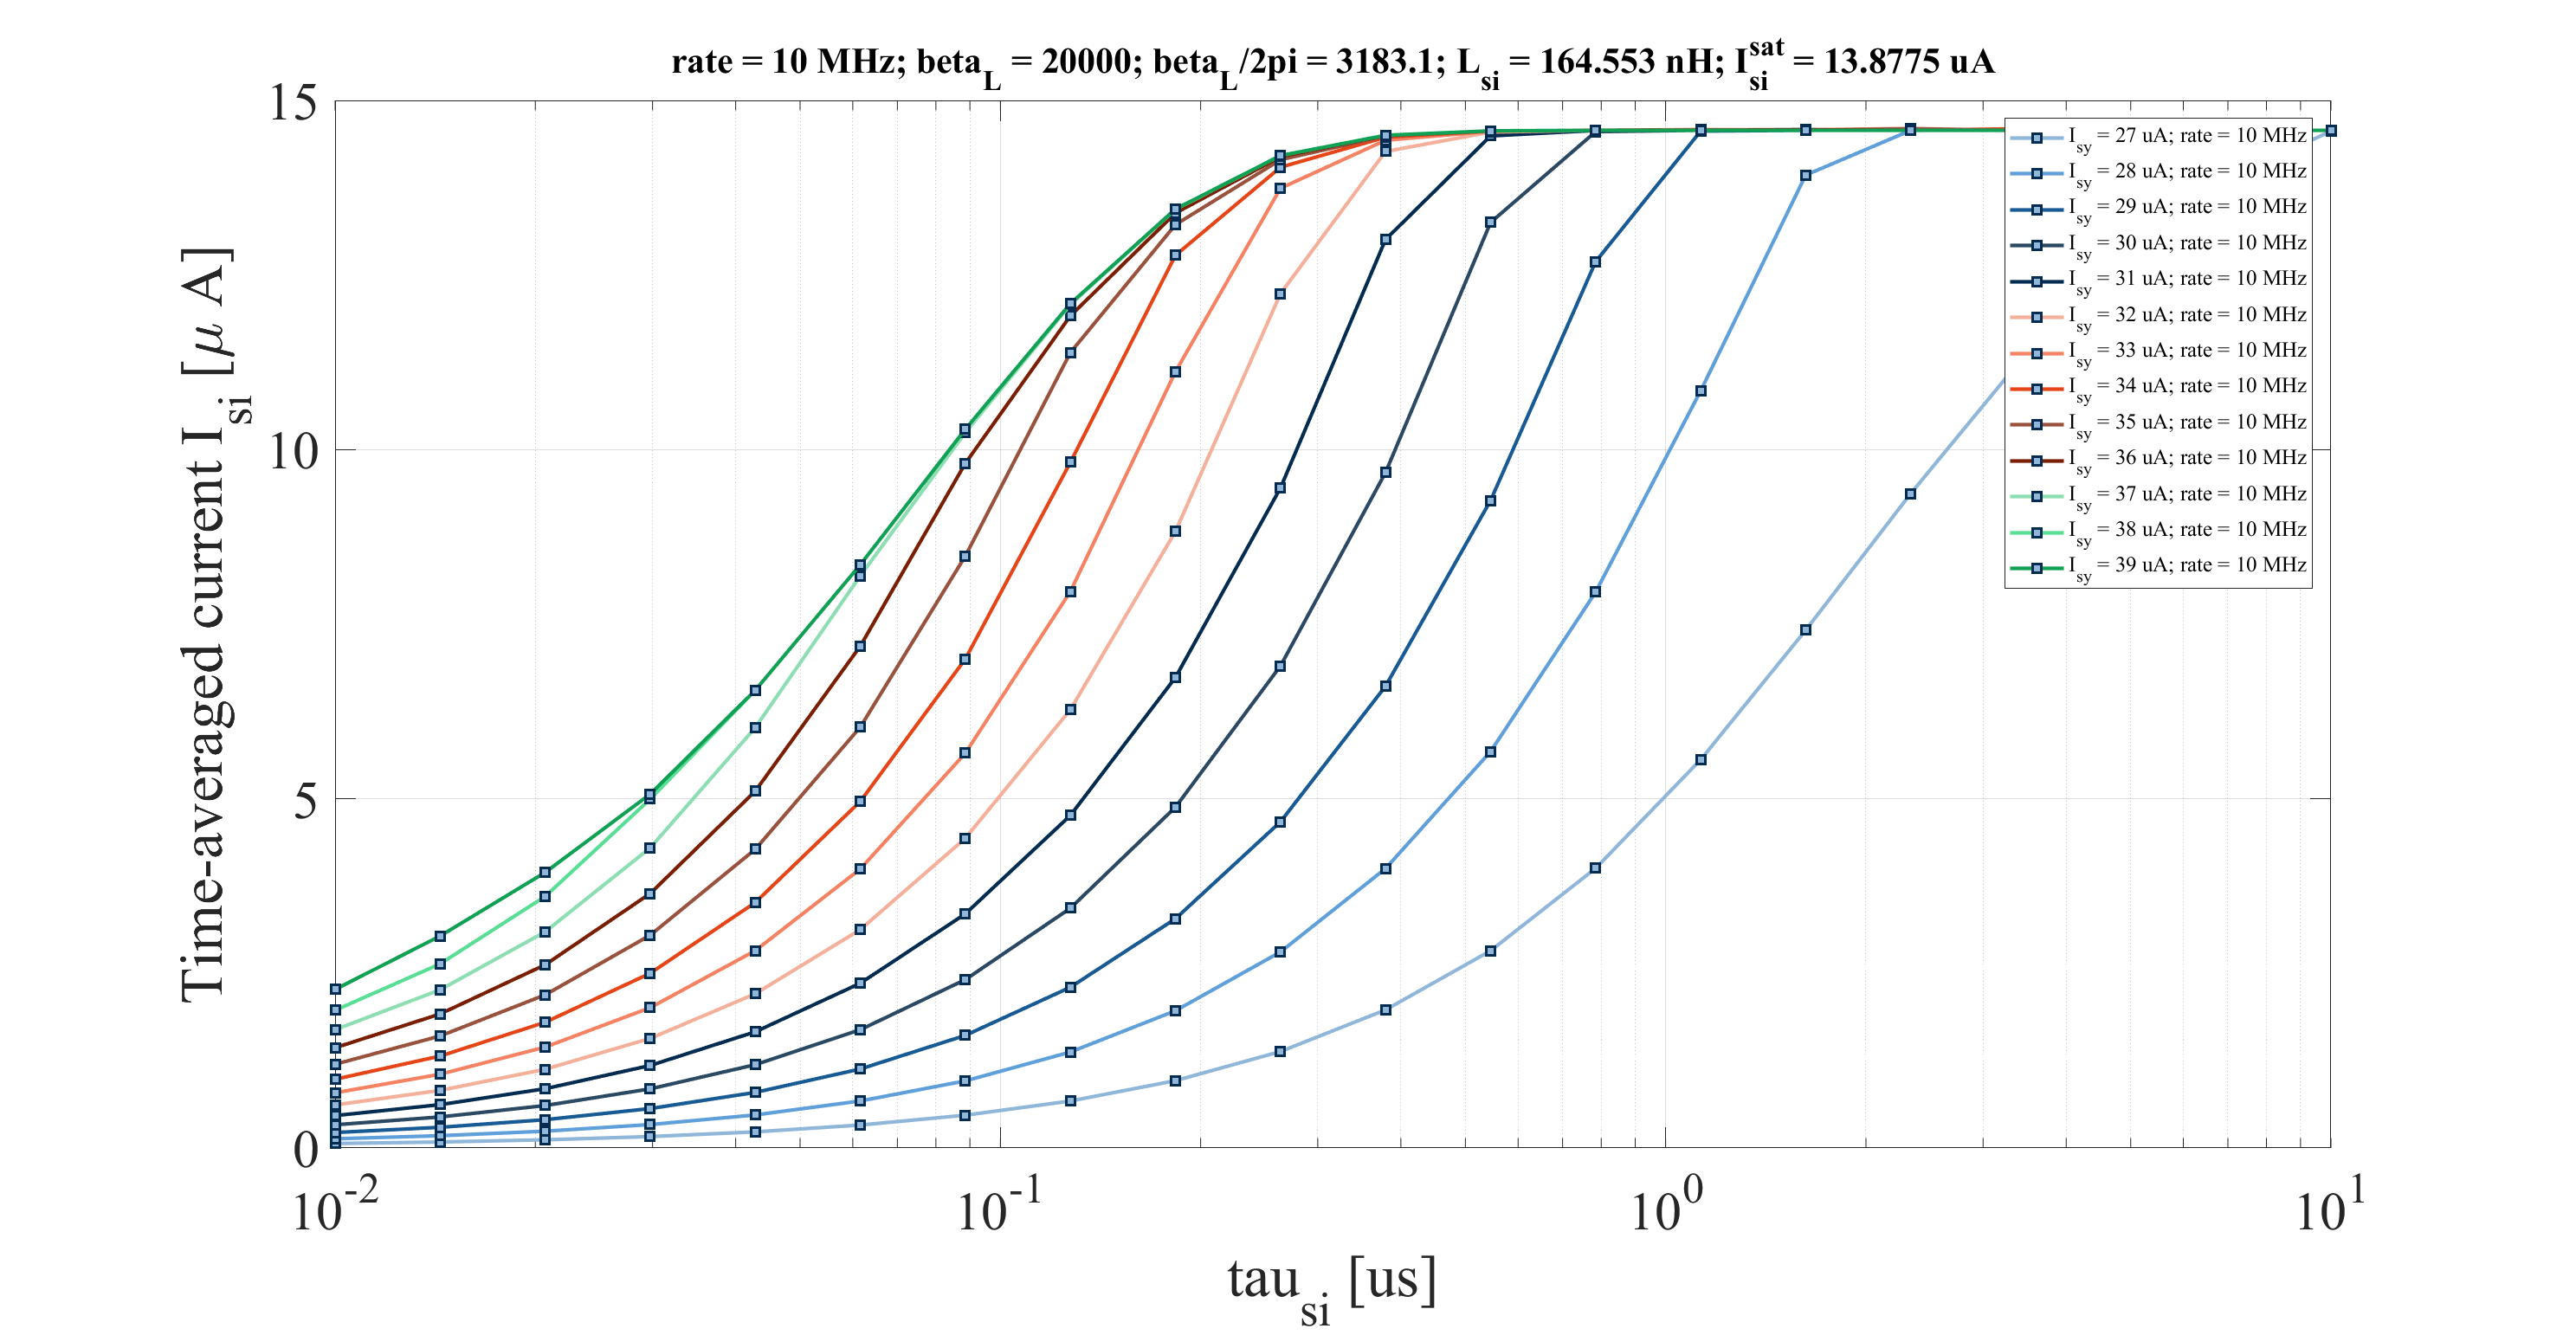 rate = 10 MHz; beta_L = 20000; beta_L/2pi = 3183.1; L_si = 164.553 nH; I_si^sat = 13.8775 uA
15
10
5
0
Time-averaged current I_si [μ A]
10^-2
10^-1
10^0
10^1
tau_si [us]
I_sy = 27 uA; rate = 10 MHz
I_sy = 28 uA; rate = 10 MHz
I_sy = 29 uA; rate = 10 MHz
I_sy = 30 uA; rate = 10 MHz
I_sy = 31 uA; rate = 10 MHz
I_sy = 32 uA; rate = 10 MHz
I_sy = 33 uA; rate = 10 MHz
I_sy = 34 uA; rate = 10 MHz
I_sy = 35 uA; rate = 10 MHz
I_sy = 36 uA; rate = 10 MHz
I_sy = 37 uA; rate = 10 MHz
I_sy = 38 uA; rate = 10 MHz
I_sy = 39 uA; rate = 10 MHz